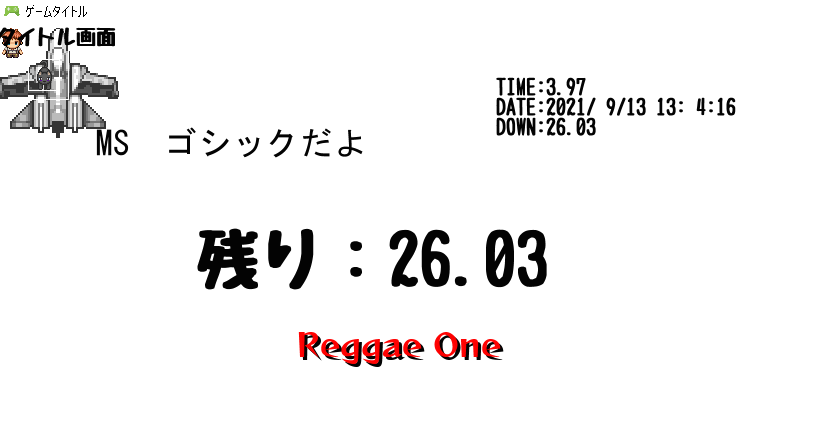 ゲームタイトル
タイトル画面
TIME:3.97
DATE:2021/ 9/13 13: 4:16
DOWN:26.03
MS　ゴシックだよ
残り：26.03
Reggae One